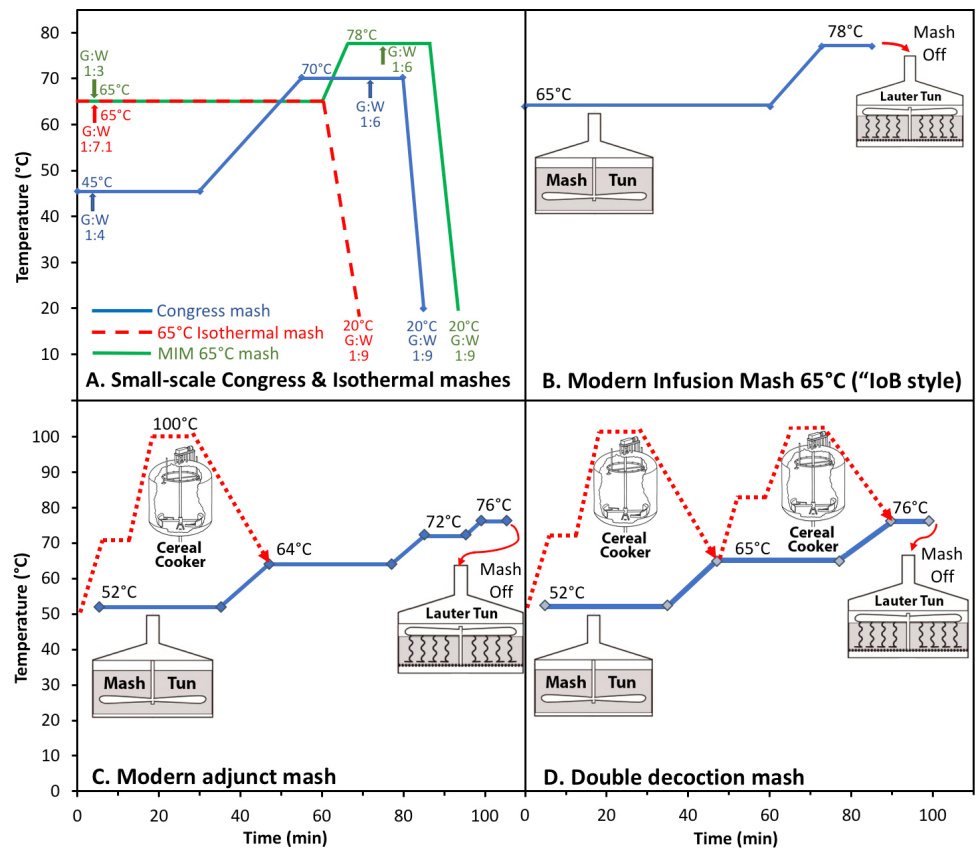 Temperature (°C)
80
70
60
50
40
30
20
10
G:W
1:3
65°C
65°C
G:W
1:7.1
45°C
G:W
1:4
70°C
G:W
1:6
78°C
G:W
1:6
Congress mash
65°C Isothermal mash
MIM 65°C mash
20°C
G:W
1:9
20°C
G:W
1:9
20°C
G:W
1:9
A. Small-scale Congress & Isothermal mashes
65°C
78°C
Mash
Off
Lauter Tun
Mash Tun
B. Modern Infusion Mash 65°C (“IoB style)
Temperature (°C)
100
90
80
70
60
50
40
30
20
10
0
100°C
Cereal
Cooker
52°C
64°C
72°C
76°C
Mash
Off
Lauter Tun
Mash Tun
C. Modern adjunct mash
0
20
40
60
80
100
Time (min)
Cereal
Cooker
Cereal
Cooker
52°C
65°C
76°C
Mash
Off
Lauter Tun
Mash Tun
D. Double decoction mash
0
20
40
60
80
100
Time (min)